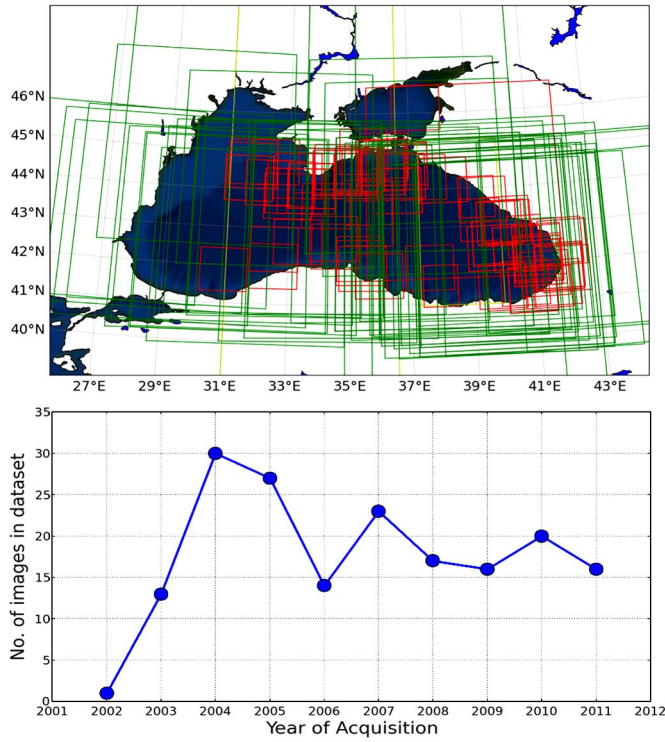 46°N
45°N
44°N
43°N
42°N
41°N
40°N
27°E 29°E 31°E 33°E 35°E 37°E 39°E 41°E 43°E
No. of images in dataset
35
30
25
20
15
10
5
0
2001 2002 2003 2004 2005 2006 2007 2008 2009 2010 2011 2012
Year of Acquisition